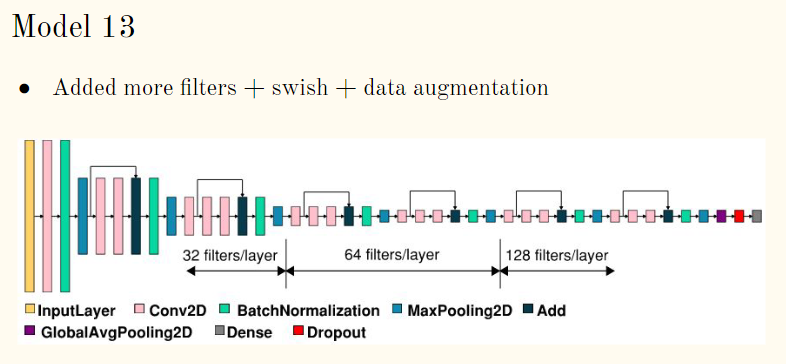 Model 13
• Added more filters + swish + data augmentation
32 filters/layer 64 filters/layer 128 filters/layer
InputLayer Conv2D BatchNormalization MaxPooling2D Add
GlobalAvgPooling2D Dense Dropout